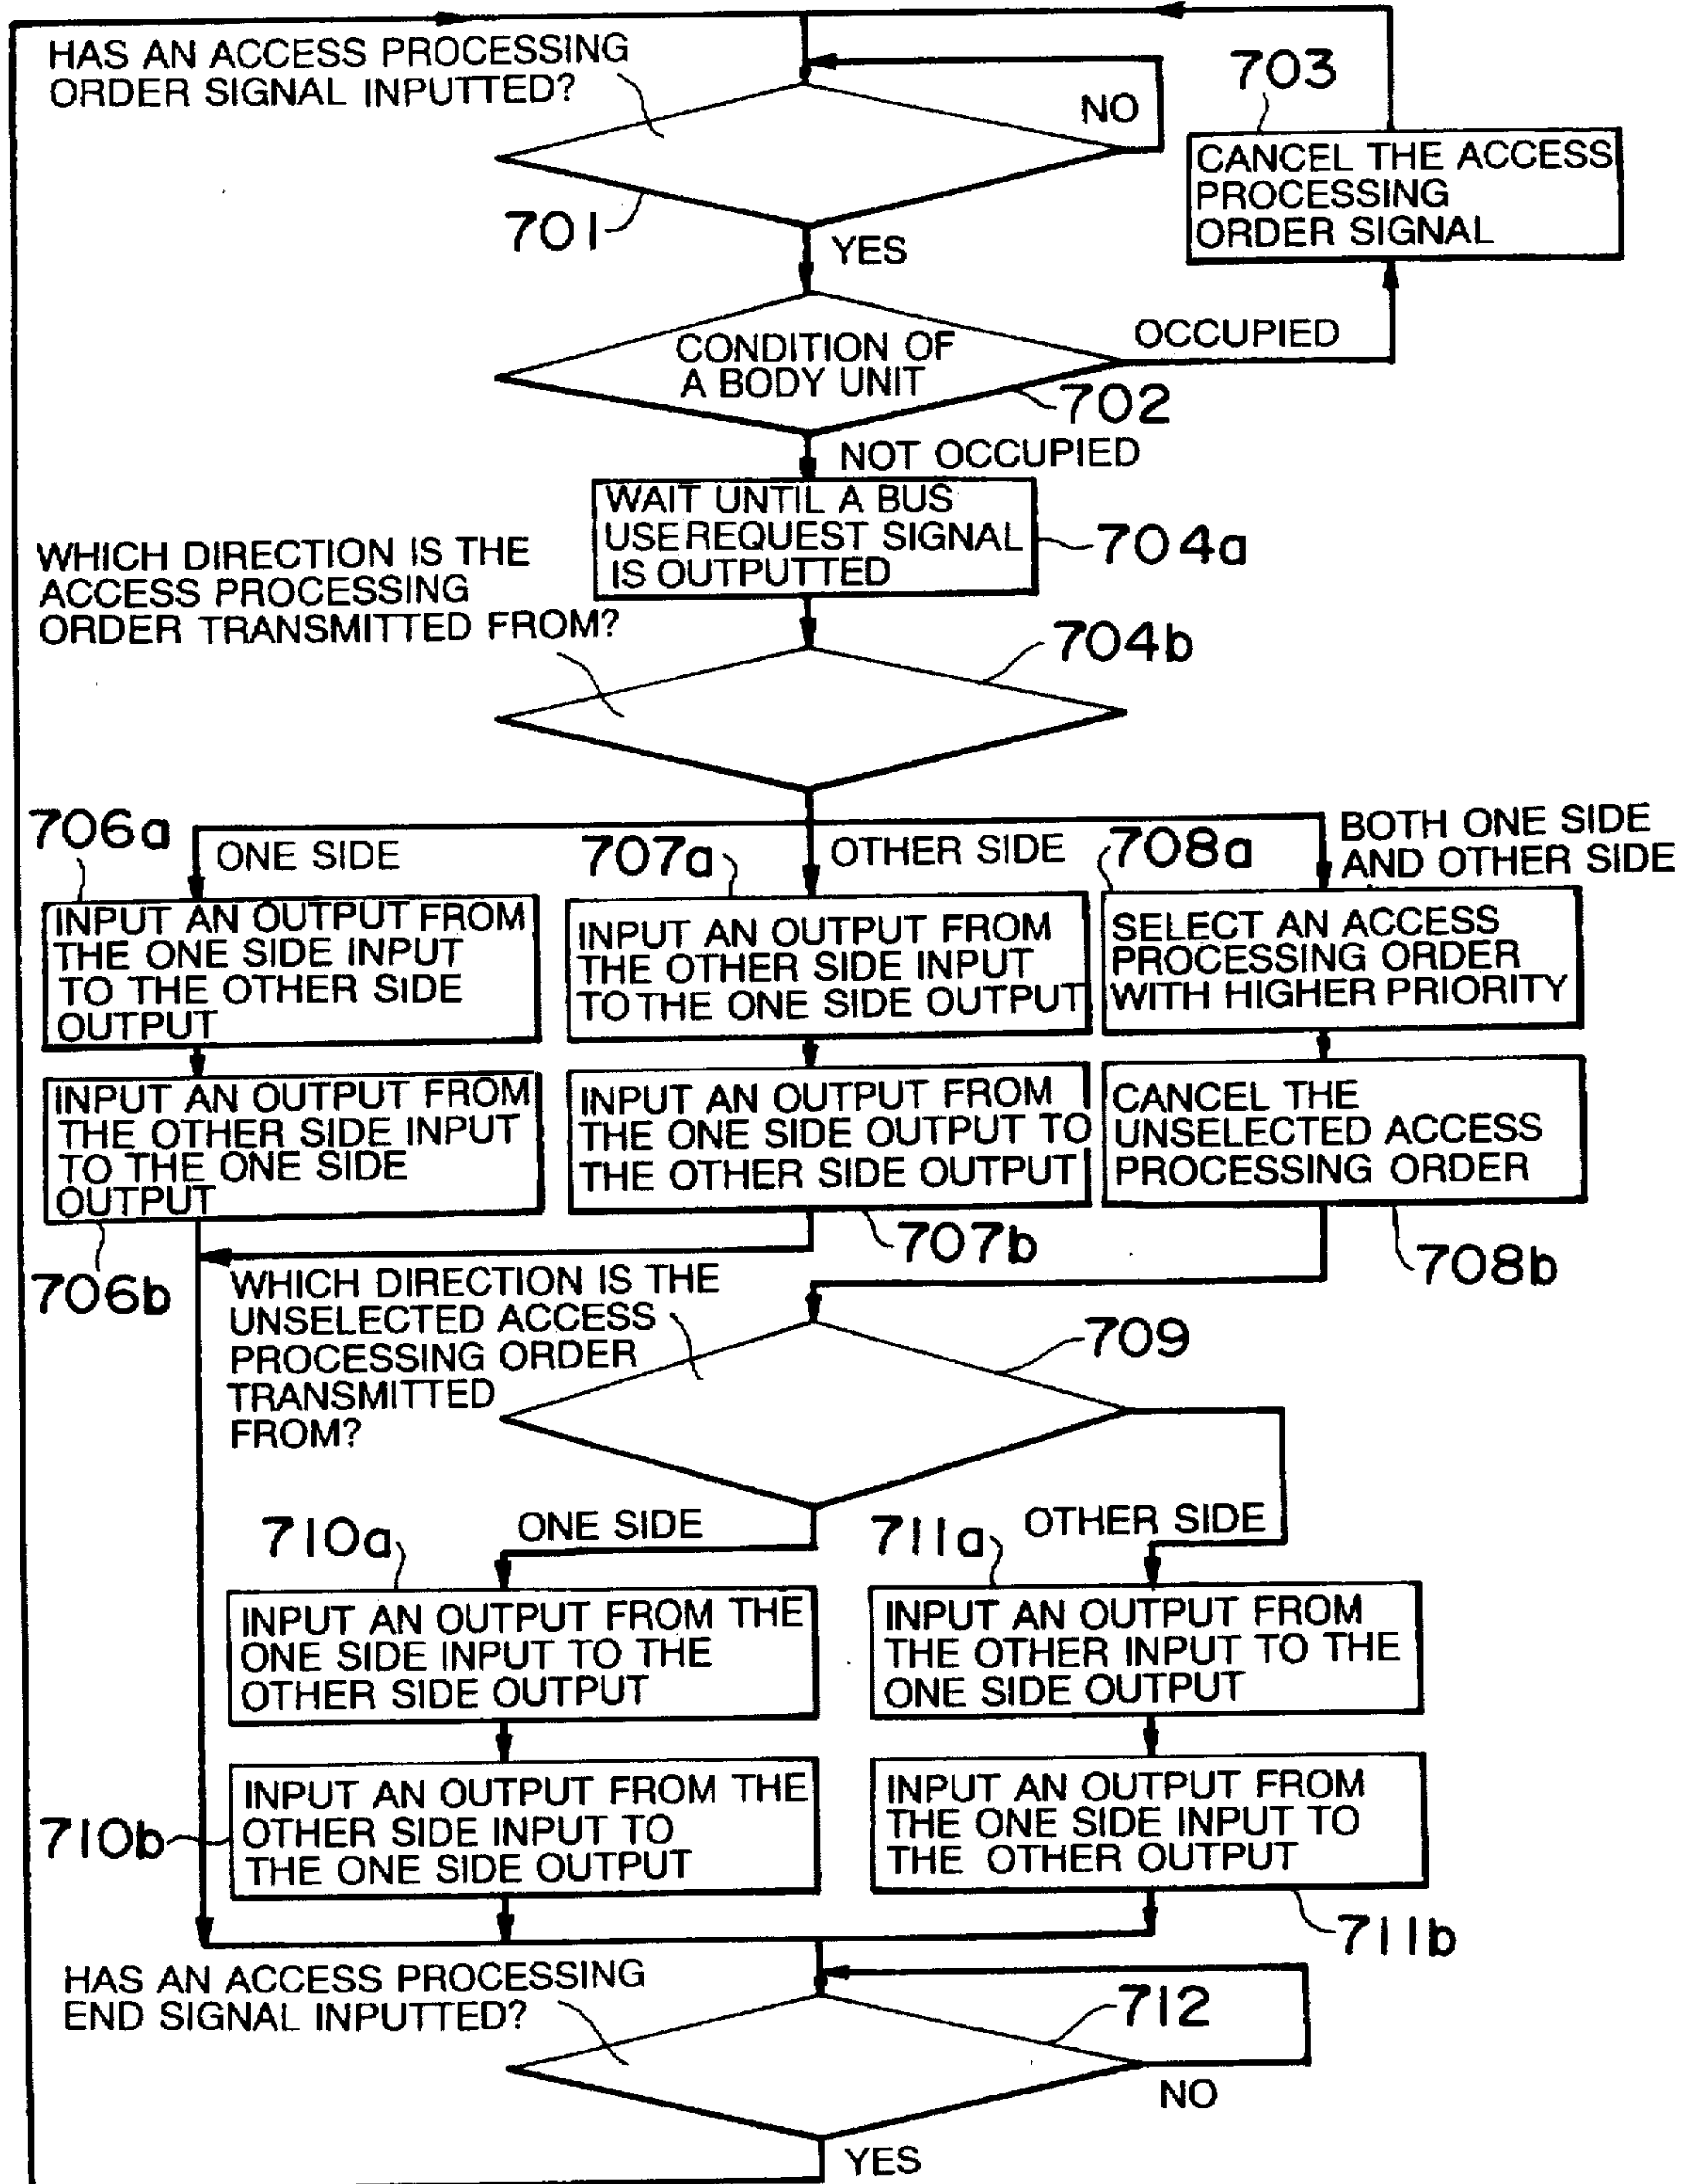 HAS AN ACCESS PROCESSING
ORDER SIGNAL INPUTTED?
NO
703
CANCEL THE ACCESS
PROCESSING
ORDER SIGNAL
701
YES
CONDITION OF
A BODY UNIT
OCCUPIED
702
NOT OCCUPIED
WAIT UNTIL A BUS
USE REQUEST SIGNAL
IS OUTPUTTED
704a
WHICH DIRECTION IS THE
ACCESS PROCESSING
ORDER TRANSMITTED FROM?
704b
706a
ONE SIDE
707a
OTHER SIDE
708a
BOTH ONE SIDE
AND OTHER SIDE
INPUT AN OUTPUT FROM
THE ONE SIDE INPUT
TO THE OTHER SIDE
OUTPUT
INPUT AN OUTPUT FROM
THE OTHER SIDE INPUT
TO THE ONE SIDE OUTPUT
SELECT AN ACCESS
PROCESSING ORDER
WITH HIGHER PRIORITY
INPUT AN OUTPUT FROM
THE OTHER SIDE INPUT
TO THE ONE SIDE
OUTPUT
INPUT AN OUTPUT FROM
THE ONE SIDE OUTPUT TO
THE OTHER SIDE OUTPUT
CANCEL THE
UNSELECTED ACCESS
PROCESSING ORDER
706b
707b
708b
WHICH DIRECTION IS THE
UNSELECTED ACCESS
PROCESSING ORDER
TRANSMITTED
FROM?
709
710a
ONE SIDE
711a
OTHER SIDE
INPUT AN OUTPUT FROM THE
ONE SIDE INPUT TO THE
OTHER SIDE OUTPUT
INPUT AN OUTPUT FROM
THE OTHER INPUT TO THE
ONE SIDE OUTPUT
710b
INPUT AN OUTPUT FROM THE
OTHER SIDE INPUT TO
THE ONE SIDE OUTPUT
INPUT AN OUTPUT FROM
THE ONE SIDE INPUT TO
THE OTHER OUTPUT
711b
HAS AN ACCESS PROCESSING
END SIGNAL INPUTTED?
712
NO
YES